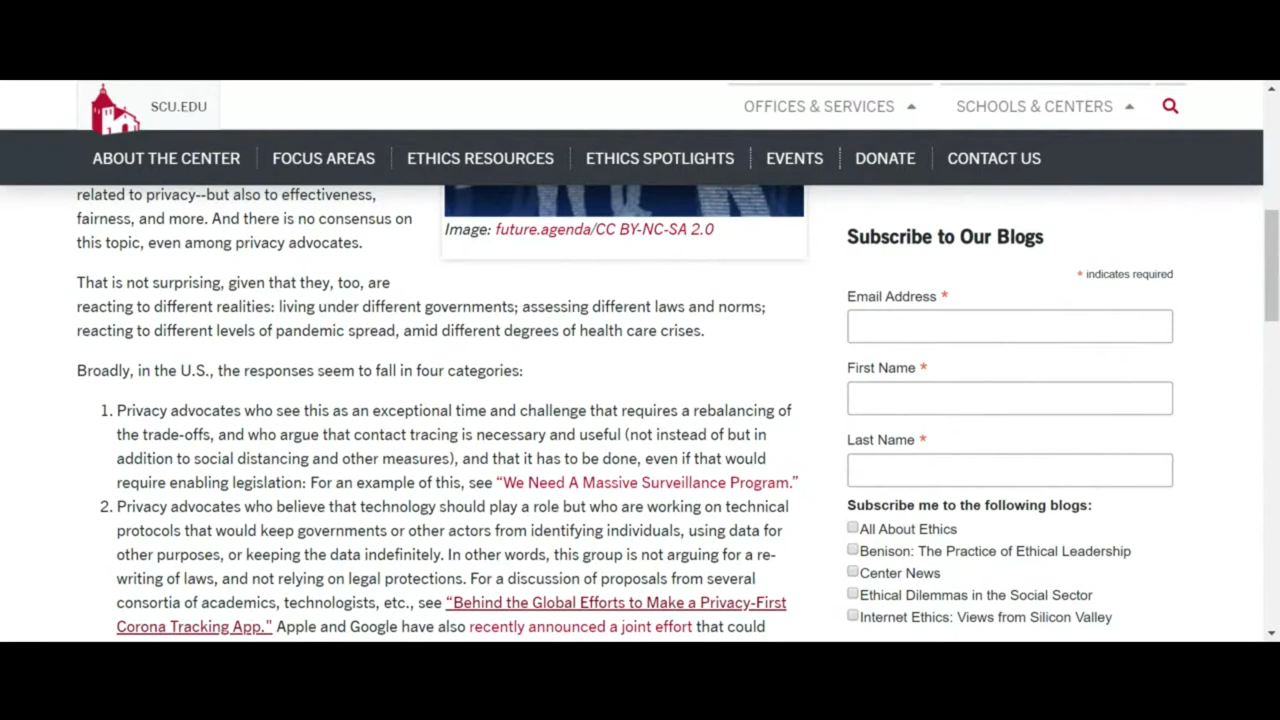 SCU.EDU
OFFICES & SERVICES
SCHOOLS & CENTERS
ABOUT THE CENTER
FOCUS AREAS
ETHICS RESOURCES
ETHICS SPOTLIGHTS
EVENTS
DONATE
CONTACT US
related to privacy--but also to effectiveness,
fairness, and more. And there is no consensus on
this topic, even among privacy advocates.
Image: future.agenda/CC BY-NC-SA 2.0
That is not surprising, given that they, too, are
reacting to different realities: living under different governments; assessing different laws and norms;
reacting to different levels of pandemic spread, amid different degrees of health care crises.
Broadly, in the U.S., the responses seem to fall in four categories:
1. Privacy advocates who see this as an exceptional time and challenge that requires a rebalancing of
the trade-offs, and who argue that contact tracing is necessary and useful (not instead of but in
addition to social distancing and other measures), and that it has to be done, even if that would
require enabling legislation: For an example of this, see “We Need A Massive Surveillance Program.”
2. Privacy advocates who believe that technology should play a role but who are working on technical
protocols that would keep governments or other actors from identifying individuals, using data for
other purposes, or keeping the data indefinitely. In other words, this group is not arguing for a re-
writing of laws, and not relying on legal protections. For a discussion of proposals from several
consortia of academics, technologists, etc., see “Behind the Global Efforts to Make a Privacy-First
Corona Tracking App." Apple and Google have also recently announced a joint effort that could
Subscribe to Our Blogs
* indicates required
Email Address *
First Name *
Last Name *
Subscribe me to the following blogs:
All About Ethics
Benison: The Practice of Ethical Leadership
Center News
Ethical Dilemmas in the Social Sector
Internet Ethics: Views from Silicon Valley